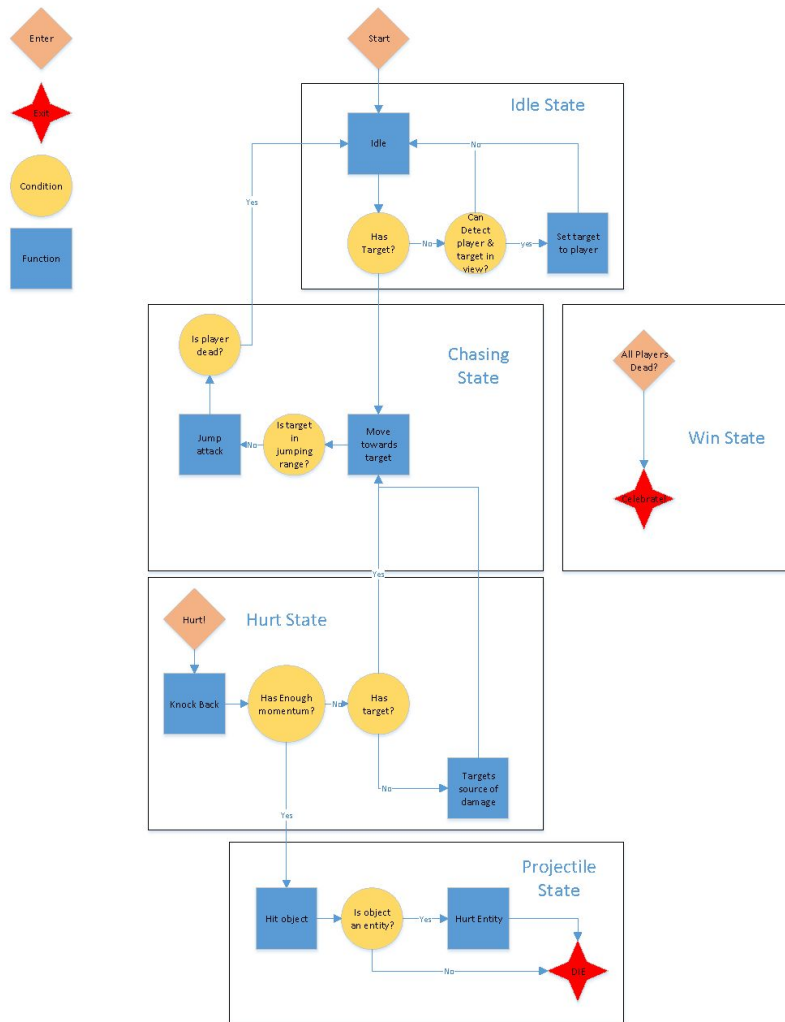 Enter
Exit
Condition
Function
Start
Idle State
Idle
No
Yes
Has
Target?
No
Can
Detect
player &
target in
view?
yes
Set target
to player
Is player
dead?
Chasing
State
Jump
attack
No
Is target
in
jumping
range?
Move
towards
target
All Players
Dead?
Win State
Celebrate!
Yes
Hurt!
Hurt State
Knock Back
Has Enough
momentum?
No
Has
target?
No
Targets
source of
damage
Yes
Projectile
State
Hit object
Is object
an entity?
Yes
Hurt Entity
No
DIE